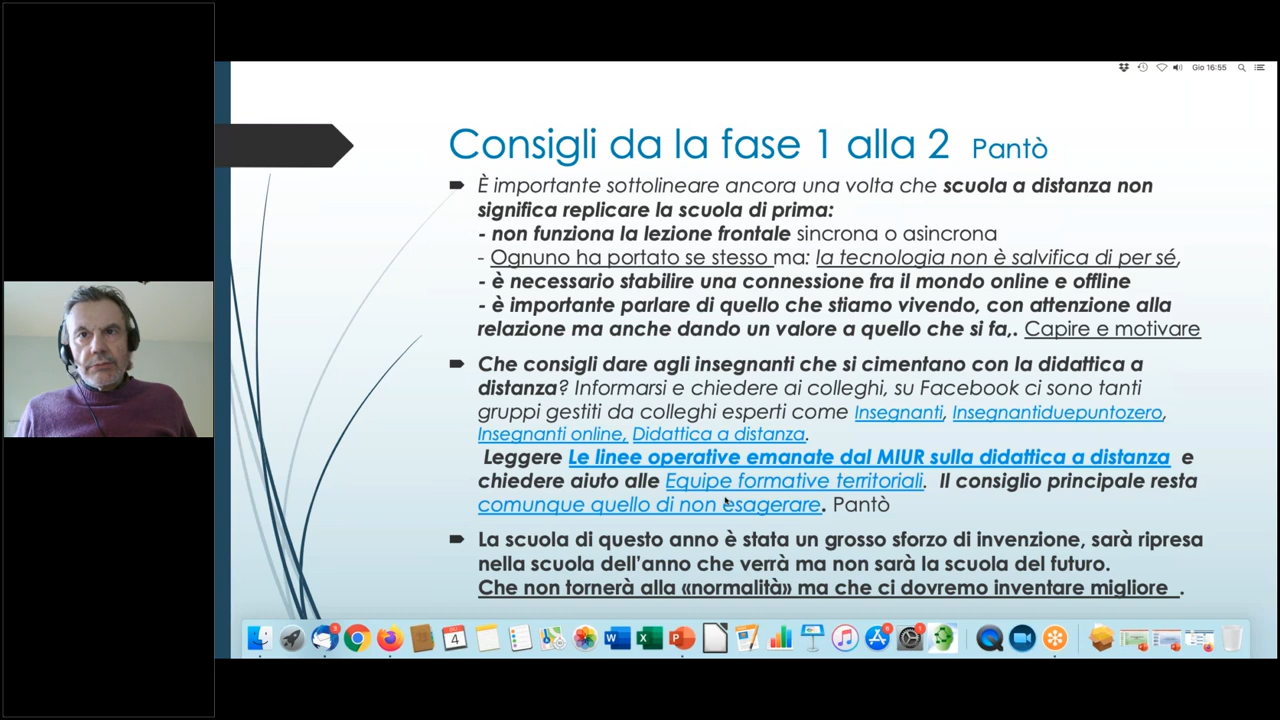 Gio 16:55
Consigli da la fase 1 alla 2 Pantò
È importante sottolineare ancora una volta che scuola a distanza non
significa replicare la scuola di prima:
- non funziona la lezione frontale sincrona o asincrona
- Ognuno ha portato se stesso ma: la tecnologia non è salvifica di per sé,
- è necessario stabilire una connessione fra il mondo online e offline
- è importante parlare di quello che stiamo vivendo, con attenzione alla
relazione ma anche dando un valore a quello che si fa,. Capire e motivare
Che consigli dare agli insegnanti che si cimentano con la didattica a
distanza? Informarsi e chiedere ai colleghi, su Facebook ci sono tanti
gruppi gestiti da colleghi esperti come Insegnanti, Insegnantiduepuntozero,
Insegnanti online, Didattica a distanza.
Leggere Le linee operative emanate dal MIUR sulla didattica a distanza e
chiedere aiuto alle Equipe formative territoriali. Il consiglio principale resta
comunque quello di non esagerare. Pantò
La scuola di questo anno è stata un grosso sforzo di invenzione, sarà ripresa
nella scuola dell'anno che verrà ma non sarà la scuola del futuro.
Che non tornerà alla «normalità» ma che ci dovremo inventare migliore .
4